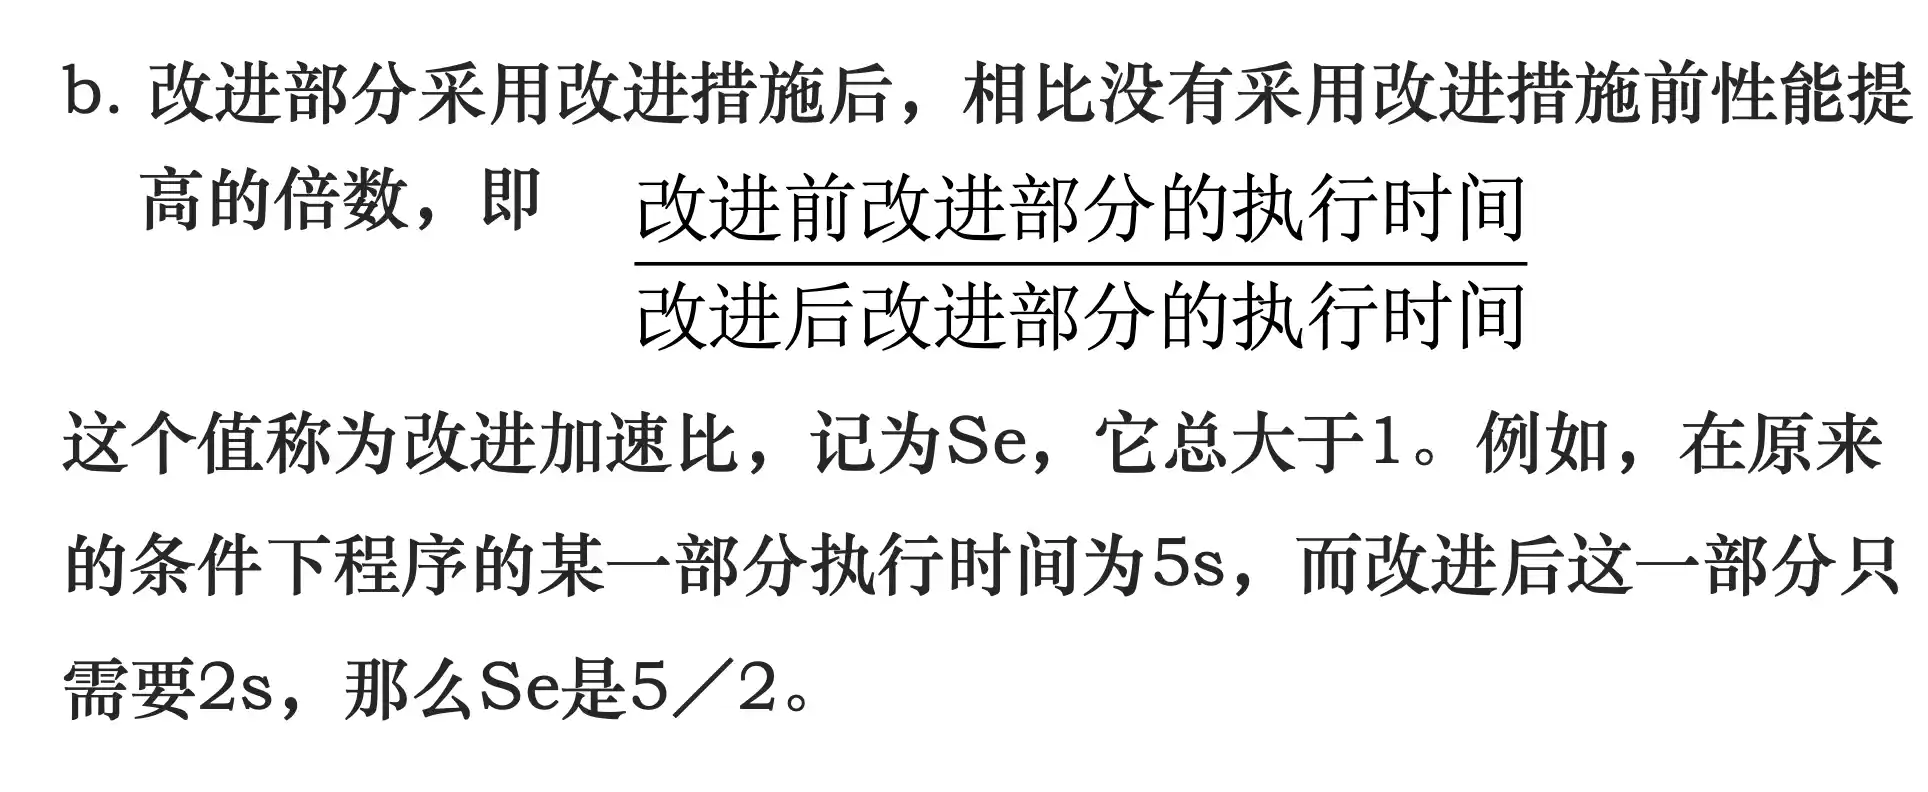 b. 改进部分采用改进措施后，相比没有采用改进措施前性能提
高的倍数，即
改进前改进部分的执行时间
改进后改进部分的执行时间
这个值称为改进加速比，记为Se，它总大于1。例如，在原来
的条件下程序的某一部分执行时间为5s，而改进后这一部分只
需要2s，那么Se是5／2。